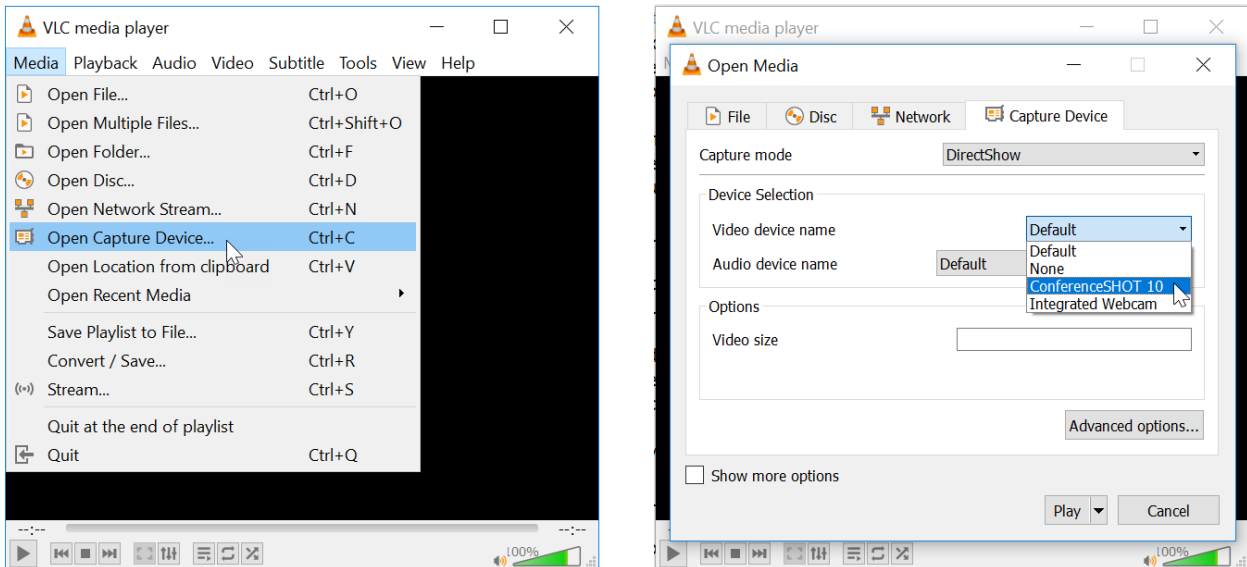 VLC media player
Media Playback Audio Video Subtitle Tools View Help
Open File... Ctrl+O
Open Multiple Files... Ctrl+Shift+O
Open Folder... Ctrl+F
Open Disc... Ctrl+D
Open Network Stream... Ctrl+N
Open Capture Device... Ctrl+C
Open Location from clipboard Ctrl+V
Open Recent Media
Save Playlist to File... Ctrl+Y
Convert / Save... Ctrl+R
Stream... Ctrl+S
Quit at the end of playlist
Quit Ctrl+Q
--:-- --:--
100%
VLC media player
Open Media
File Disc Network Capture Device
Capture mode DirectShow
Device Selection
Video device name Default
Default
None
ConferenceSHOT 10
Integrated Webcam
Audio device name Default
Options
Video size
Advanced options...
Show more options
Play Cancel
100%